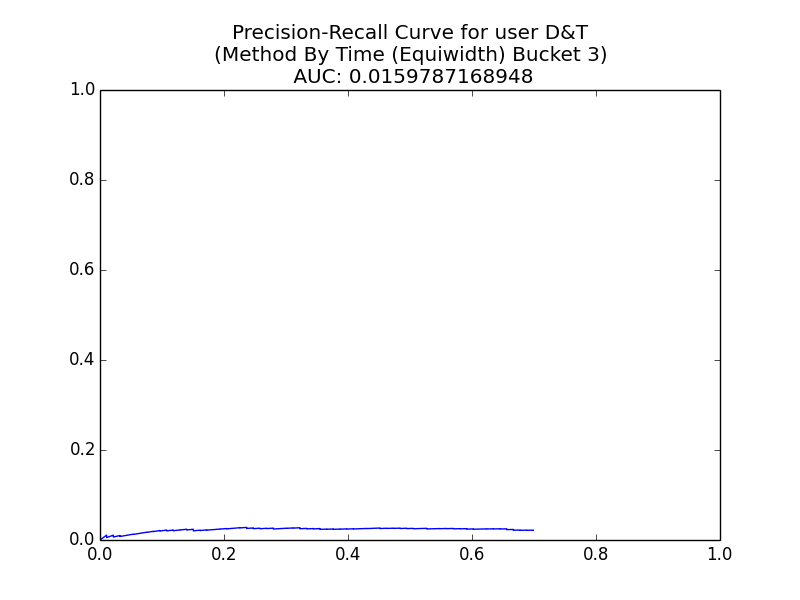 Precision-Recall Curve for user D&T
(Method By Time (Equiwidth) Bucket 3)
AUC: 0.0159787168948
1.0
0.8
0.6
0.4
0.2
0.0
0.0 0.2 0.4 0.6 0.8 1.0